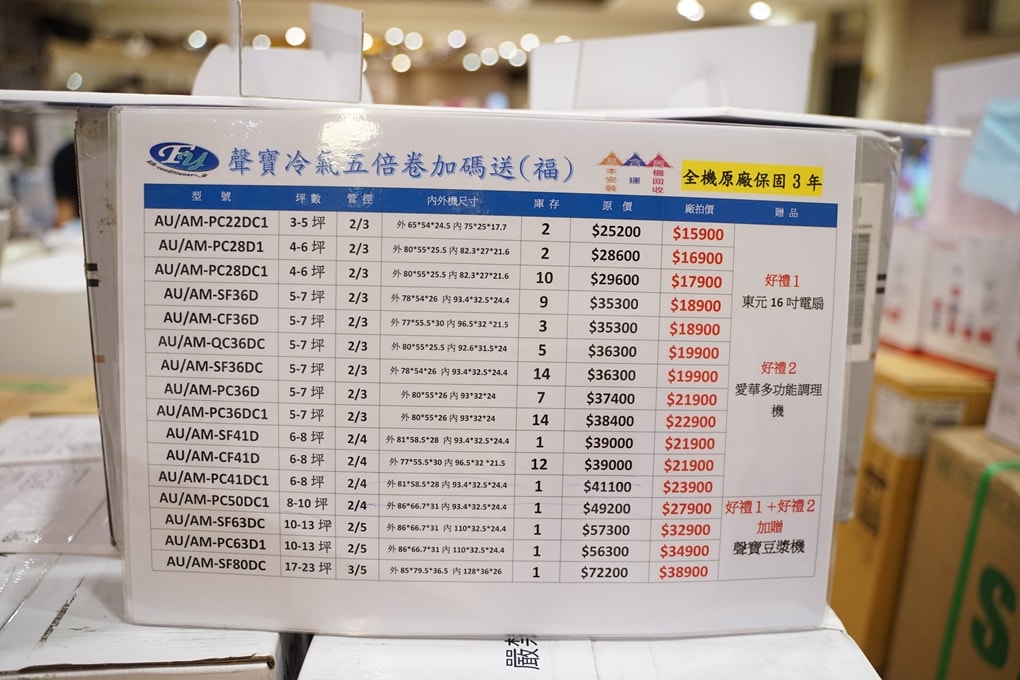 FU
air conditioner
聲寶冷氣五倍卷加碼送(福)
基本安裝 含運 舊機回收
全機原廠保固3年
型號 坪數 管徑 內外機尺寸 庫存 原價 廠拍價 贈品
AU/AM-PC22DC1 3-5 坪 2/3 外 65*54*24.5 內 75*25*17.7 2 $25200 $15900
AU/AM-PC28D1 4-6 坪 2/3 外 80*55*25.5 內 82.3*27*21.6 2 $28600 $16900
AU/AM-PC28DC1 4-6 坪 2/3 外 80*55*25.5 內 82.3*27*21.6 10 $29600 $17900
AU/AM-SF36D 5-7 坪 2/3 外 78*54*26 內 93.4*32.5*24.4 9 $35300 $18900
AU/AM-CF36D 5-7 坪 2/3 外 77*55.5*30 內 96.5*32 *21.5 3 $35300 $18900
AU/AM-QC36DC 5-7 坪 2/3 外 80*55*25.5 內 92.6*31.5*24 5 $36300 $19900
AU/AM-SF36DC 5-7 坪 2/3 外 78*54*26 內 93.4*32.5*24.4 14 $36300 $19900
AU/AM-PC36D 5-7 坪 2/3 外 80*55*26 內 93*32*24 7 $37400 $21900
AU/AM-PC36DC1 5-7 坪 2/3 外 80*55*26 內 93*32*24 14 $38400 $22900
AU/AM-SF41D 6-8 坪 2/4 外 81*58.5*28 內 93.4*32.5*24.4 1 $39000 $21900
AU/AM-CF41D 6-8 坪 2/4 外 77*55.5*30 內 96.5*32 *21.5 12 $39000 $21900
AU/AM-PC41DC1 6-8 坪 2/4 外 81*58.5*28 內 93.4*32.5*24.4 1 $41100 $23900
AU/AM-PC50DC1 8-10 坪 2/4 外 86*66.7*31 內 93.4*32.5*24.4 1 $49200 $27900
AU/AM-SF63DC 10-13 坪 2/5 外 86*66.7*31 內 110*32.5*24.4 1 $57300 $32900
AU/AM-PC63D1 10-13 坪 2/5 外 86*66.7*31 內 110*32.5*24.4 1 $56300 $34900
AU/AM-SF80DC 17-23 坪 3/5 外 85*79.5*36.5 內 128*36*26 1 $72200 $38900
好禮1
東元16吋電扇
好禮2
愛華多功能調理
機
好禮1+好禮2
加贈
聲寶豆漿機
嚴禁
S